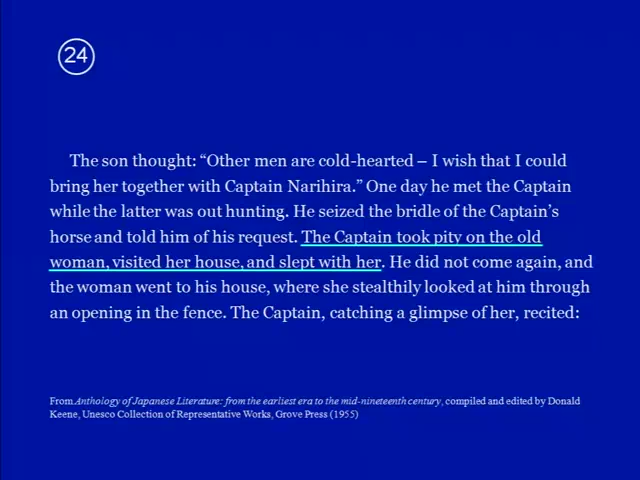 24
The son thought: “Other men are cold-hearted – I wish that I could
bring her together with Captain Narihira.” One day he met the Captain
while the latter was out hunting. He seized the bridle of the Captain’s
horse and told him of his request. The Captain took pity on the old
woman, visited her house, and slept with her. He did not come again, and
the woman went to his house, where she stealthily looked at him through
an opening in the fence. The Captain, catching a glimpse of her, recited:
From Anthology of Japanese Literature: from the earliest era to the mid-nineteenth century, compiled and edited by Donald
Keene, Unesco Collection of Representative Works, Grove Press (1955)